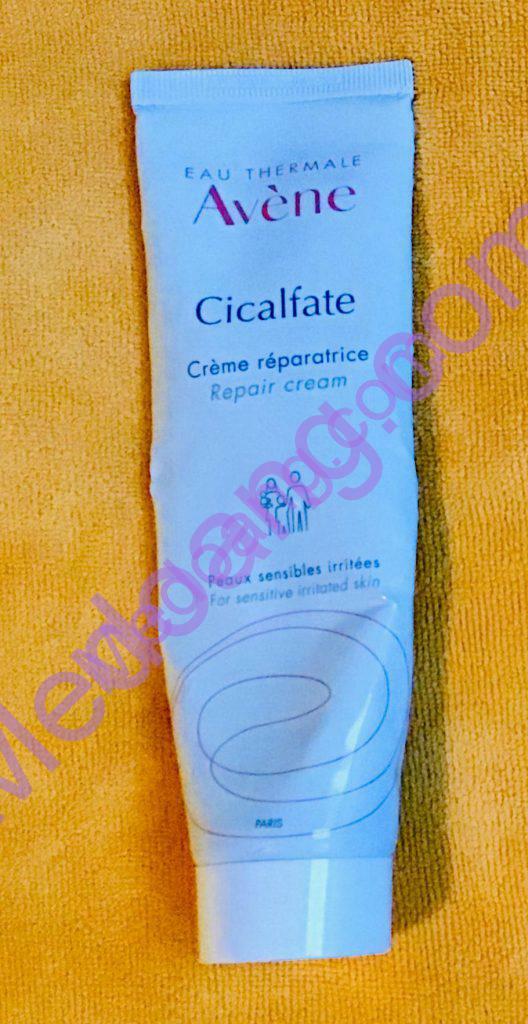 EAU THERMALE
Avène
Cicalfate
Crème réparatrice
Repair cream
Peaux sensibles irritées
For sensitive irritated skin
PARIS